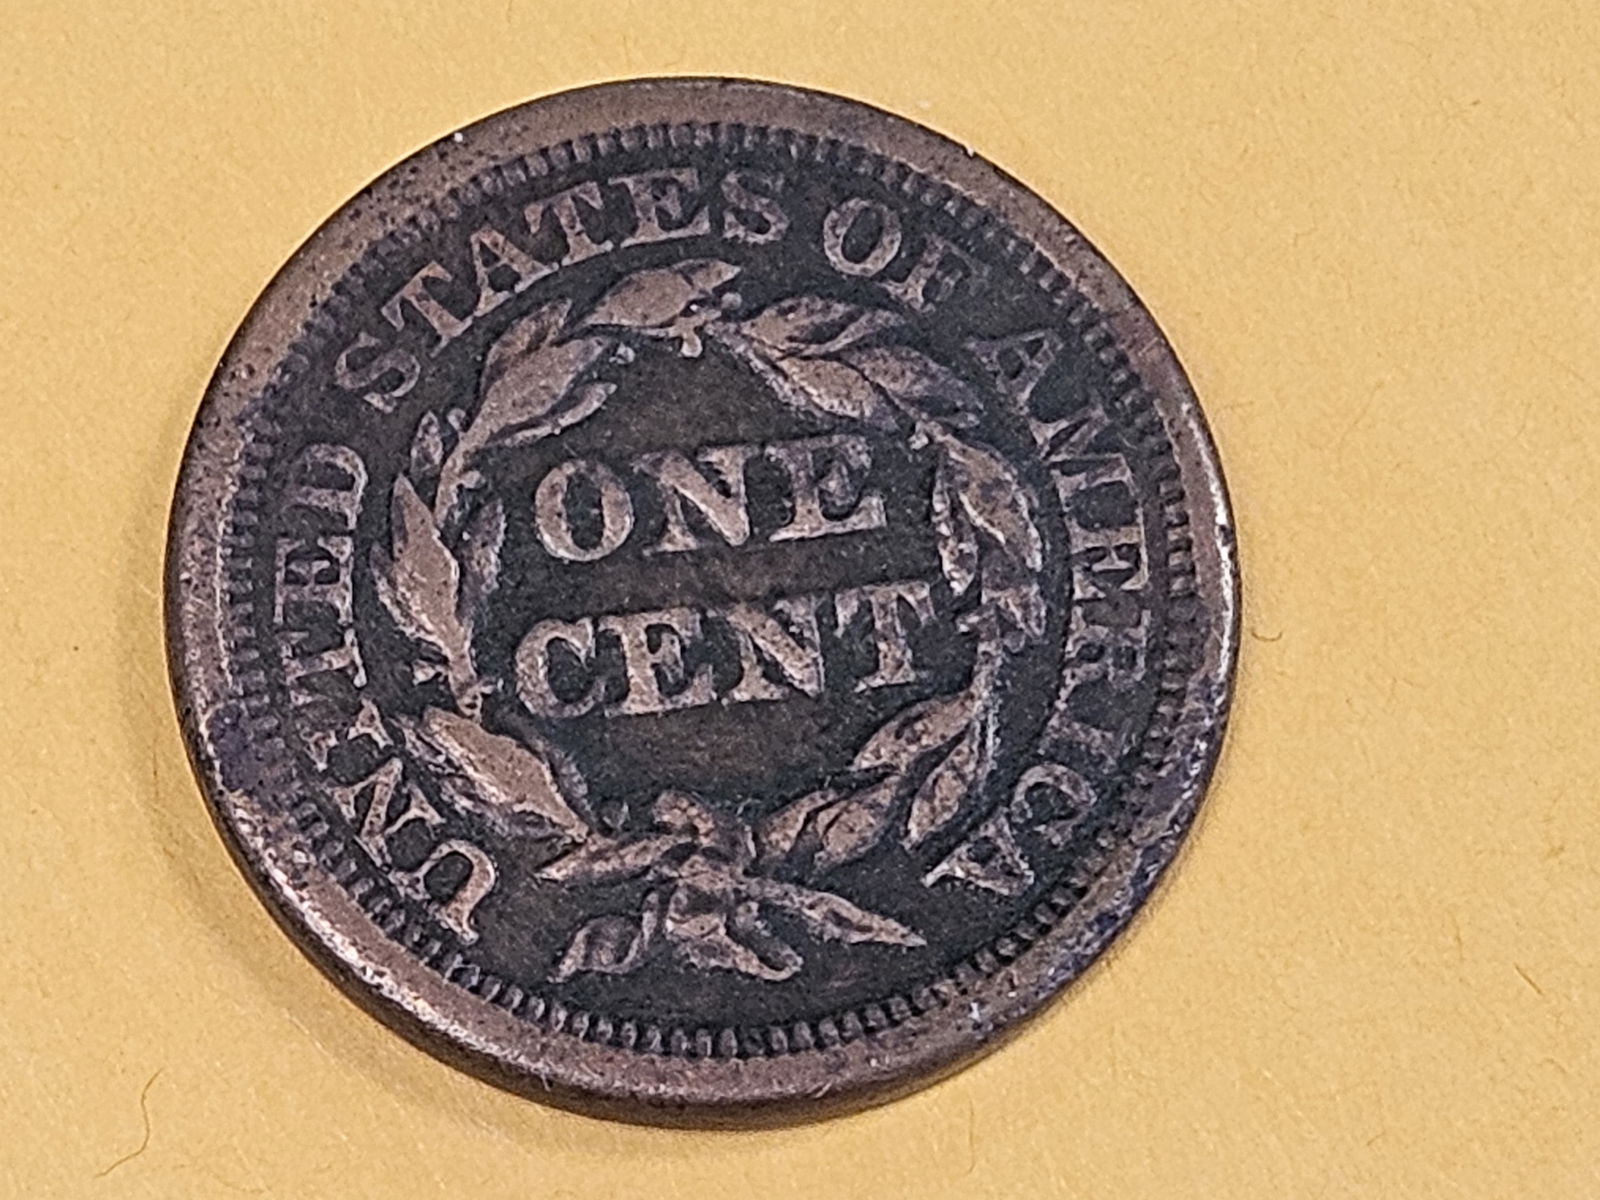 UNITED STATES OF AMERICA
ONE
CENT